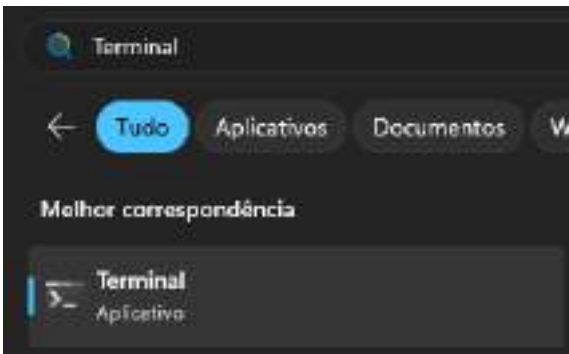 Terminal
Tudo Aplicativos Documentos W
Melhor correspondência
Terminal
Aplicativo